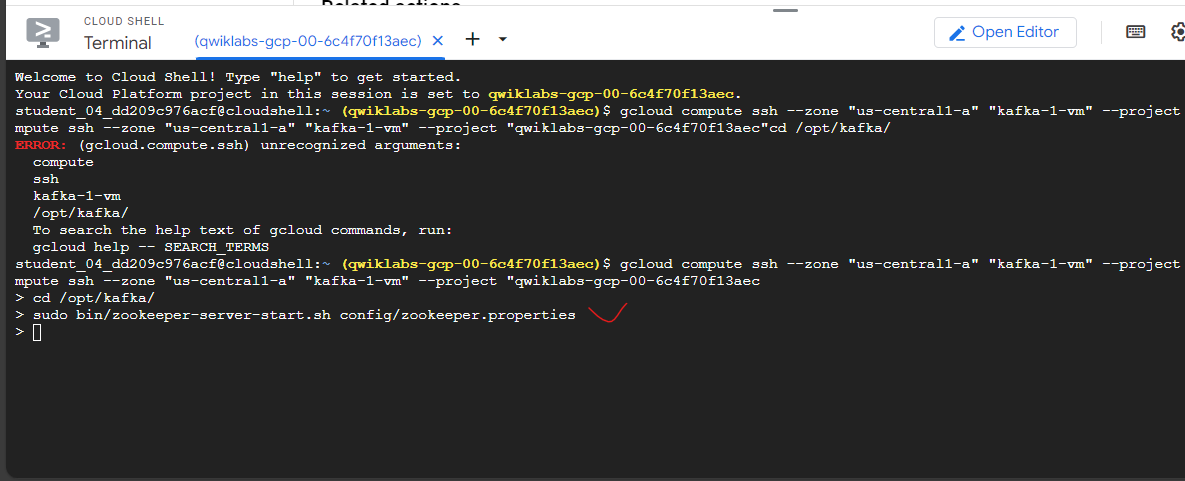 Related actions
CLOUD SHELL
Terminal
(qwiklabs-gcp-00-6c4f70f13aec)
Open Editor
Welcome to Cloud Shell! Type "help" to get started.
Your Cloud Platform project in this session is set to qwiklabs-gcp-00-6c4f70f13aec.
student_04_dd209c976acf@cloudshell:~ (qwiklabs-gcp-00-6c4f70f13aec)$ gcloud compute ssh --zone "us-central1-a" "kafka-1-vm" --project
mpute ssh --zone "us-central1-a" "kafka-1-vm" --project "qwiklabs-gcp-00-6c4f70f13aec"cd /opt/kafka/
ERROR: (gcloud.compute.ssh) unrecognized arguments:
compute
ssh
kafka-1-vm
/opt/kafka/
To search the help text of gcloud commands, run:
gcloud help -- SEARCH_TERMS
student_04_dd209c976acf@cloudshell:~ (qwiklabs-gcp-00-6c4f70f13aec)$ gcloud compute ssh --zone "us-central1-a" "kafka-1-vm" --project
mpute ssh --zone "us-central1-a" "kafka-1-vm" --project "qwiklabs-gcp-00-6c4f70f13aec
> cd /opt/kafka/
> sudo bin/zookeeper-server-start.sh config/zookeeper.properties
>